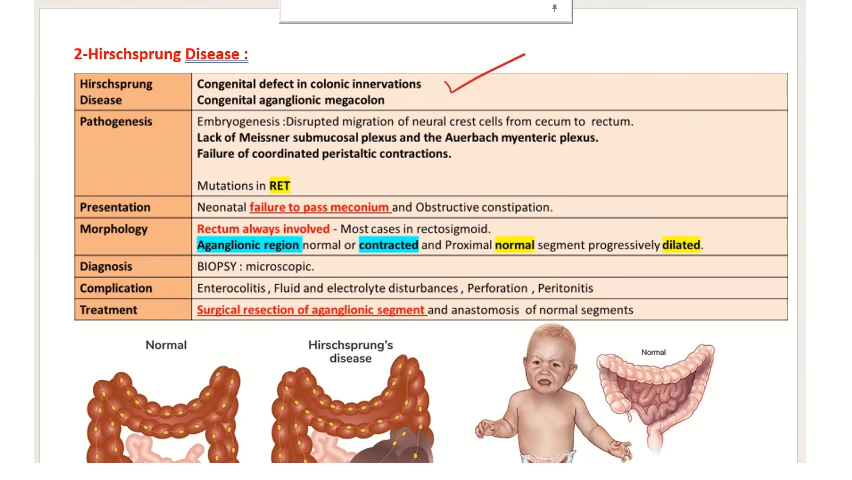 2-Hirschsprung Disease :
Hirschsprung
Disease
Congenital defect in colonic innervations
Congenital aganglionic megacolon
Pathogenesis
Embryogenesis :Disrupted migration of neural crest cells from cecum to rectum.
Lack of Meissner submucosal plexus and the Auerbach myenteric plexus.
Failure of coordinated peristaltic contractions.
Mutations in RET
Presentation
Neonatal failure to pass meconium and Obstructive constipation.
Morphology
Rectum always involved - Most cases in rectosigmoid.
Aganglionic region normal or contracted and Proximal normal segment progressively dilated.
Diagnosis
BIOPSY : microscopic.
Complication
Enterocolitis , Fluid and electrolyte disturbances , Perforation , Peritonitis
Treatment
Surgical resection of aganglionic segment and anastomosis of normal segments
Normal
Hirschsprung's
disease
Normal